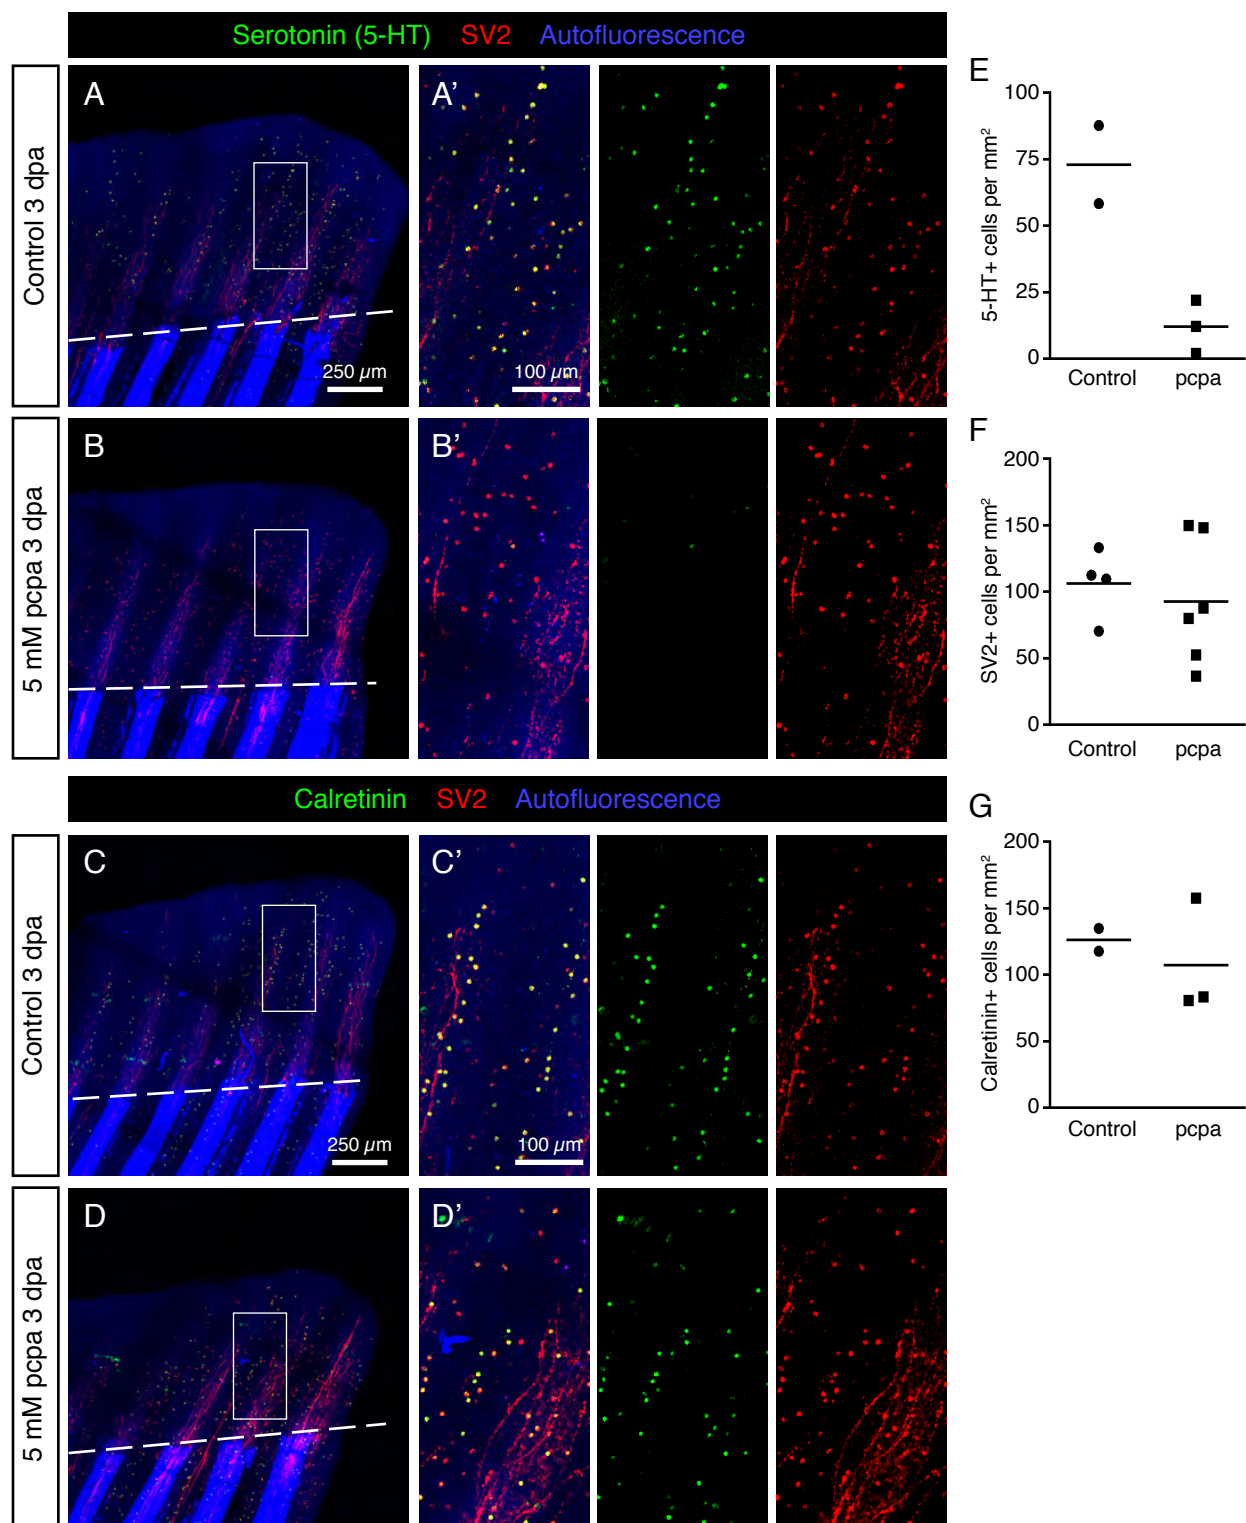 Serotonin (5-HT) SV2 Autofluorescence
Control 3 dpa
A
250 µm
A'
100 µm
5 mM pcpa 3 dpa
B
B'
Calretinin SV2 Autofluorescence
Control 3 dpa
C
250 µm
C'
100 µm
5 mM pcpa 3 dpa
D
D'
E
5-HT+ cells per mm²
100
75
50
25
0
Control pcpa
F
SV2+ cells per mm²
200
150
100
50
0
Control pcpa
G
Calretinin+ cells per mm²
200
150
100
50
0
Control pcpa